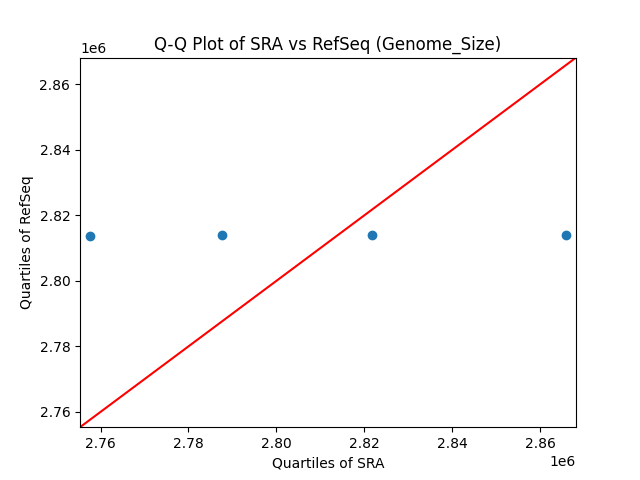 Q-Q Plot of SRA vs RefSeq (Genome_Size)
1e6
2.86
2.84
2.82
2.80
2.78
2.76
Quartiles of RefSeq
2.76 2.78 2.80 2.82 2.84 2.86
1e6
Quartiles of SRA